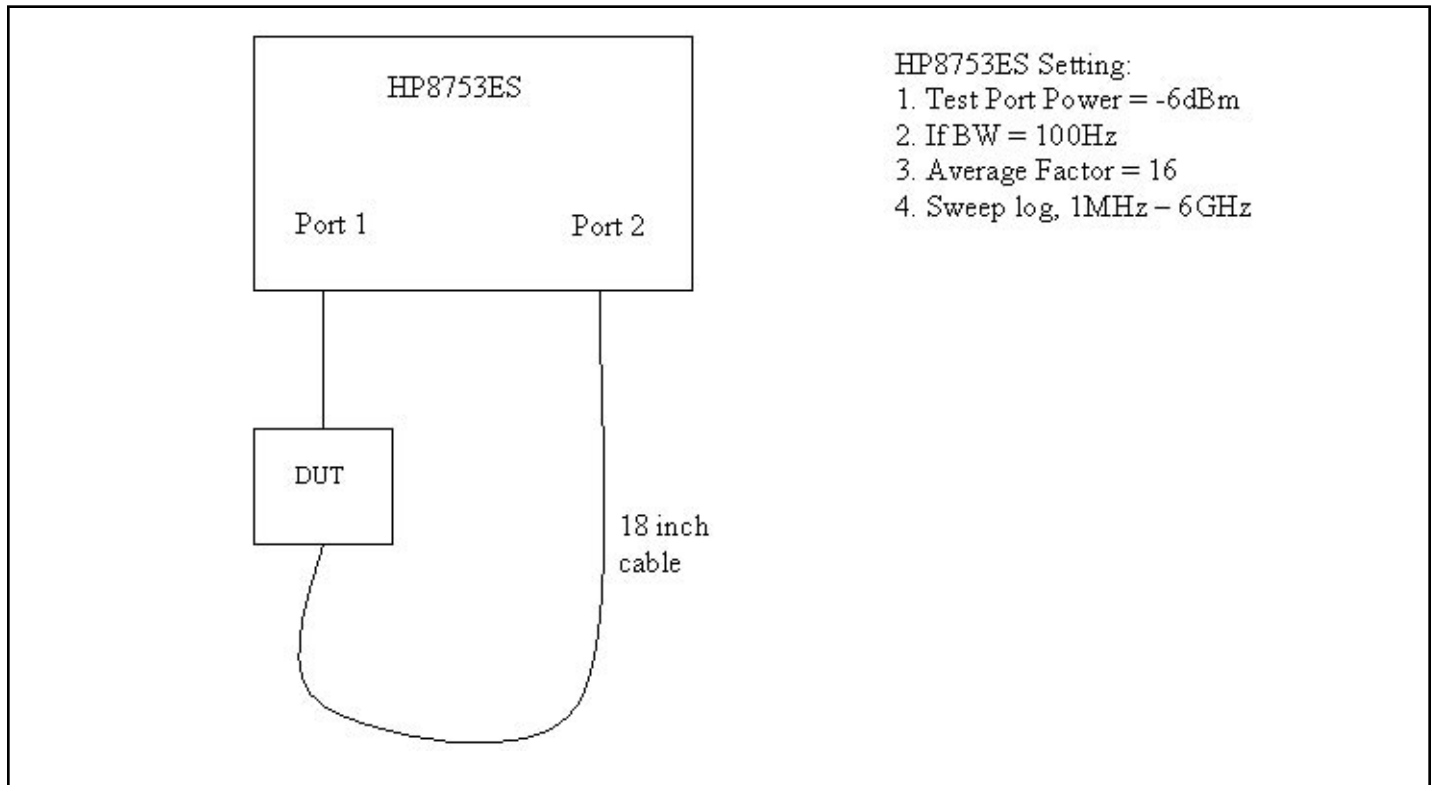 HP8753ES
Port 1
Port 2
DUT
18 inch
cable
HP8753ES Setting:
1. Test Port Power = -6dBm
2. If BW = 100Hz
3. Average Factor = 16
4. Sweep log, 1MHz – 6GHz